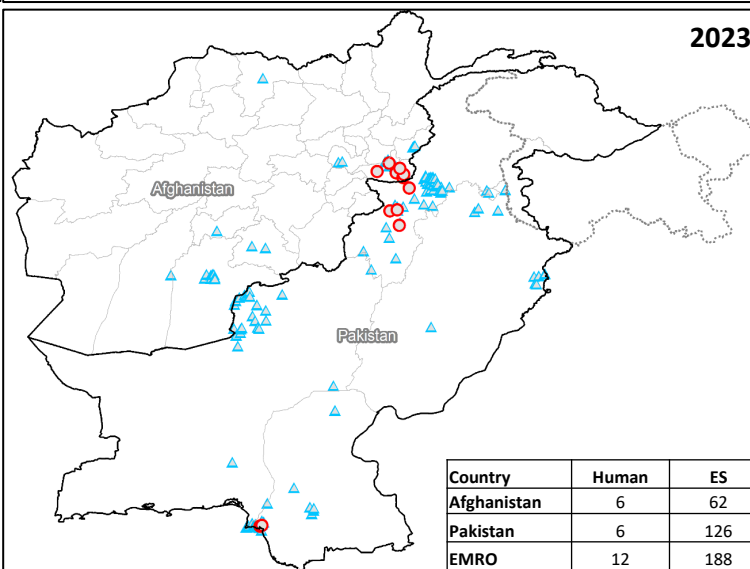 2023
Afghanistan
Pakistan
Country Human ES
Afghanistan 6 62
Pakistan 6 126
EMRO 12 188